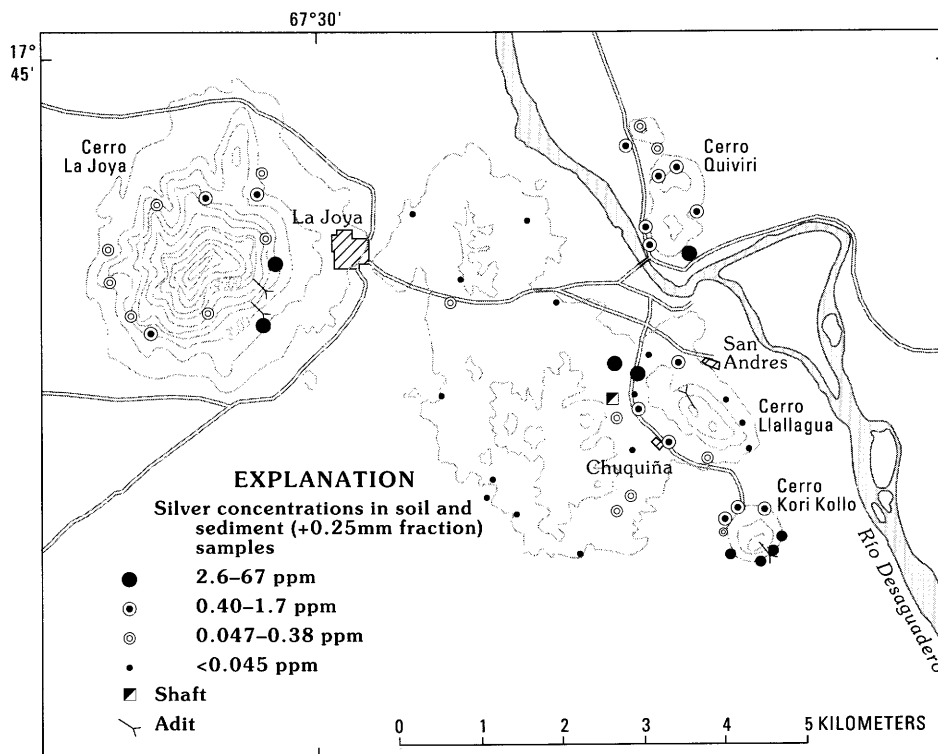 67°30'
17°
45'
Cerro
La Joya
La Joya
Cerro
Quiviri
San
Andres
Cerro
Llallagua
Chuquiña
Cerro
Kori Kollo
Río Desaguadero
EXPLANATION
Silver concentrations in soil and
sediment (+0.25mm fraction)
samples
2.6–67 ppm
0.40–1.7 ppm
0.047–0.38 ppm
<0.045 ppm
Shaft
Adit
0 1 2 3 4 5 KILOMETERS